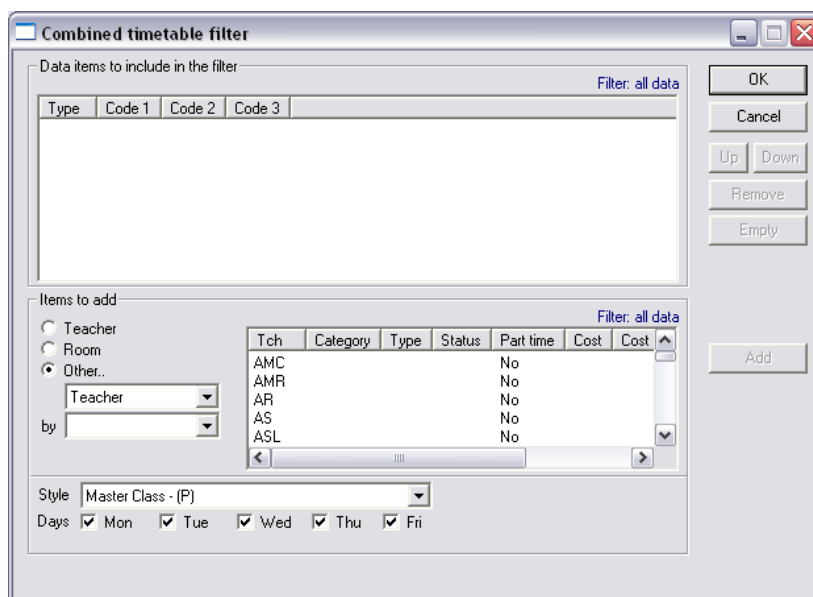 Combined timetable filter
Data items to include in the filter
Filter: all data
OK
Type Code 1 Code 2 Code 3
Cancel
Up Down
Remove
Empty
Items to add
Filter: all data
Teacher
Room
Other..
Teacher
by
Tch Category Type Status Part time Cost Cost
AMC No
AMR No
AR No
AS No
ASL No
Add
Style Master Class - (P)
Days Mon Tue Wed Thu Fri